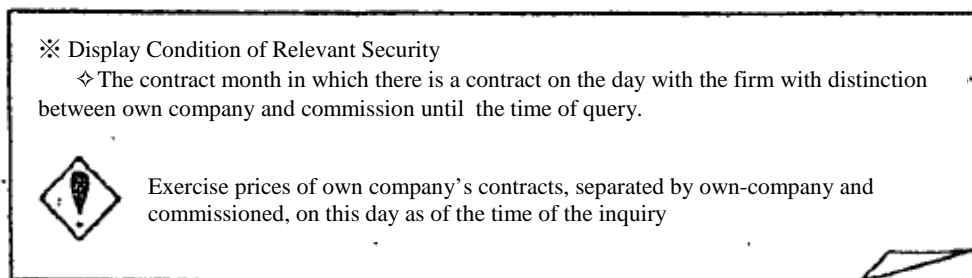 ※ Display Condition of Relevant Security
✧The contract month in which there is a contract on the day with the firm with distinction
between own company and commission until the time of query.
Exercise prices of own company's contracts, separated by own-company and
commissioned, on this day as of the time of the inquiry